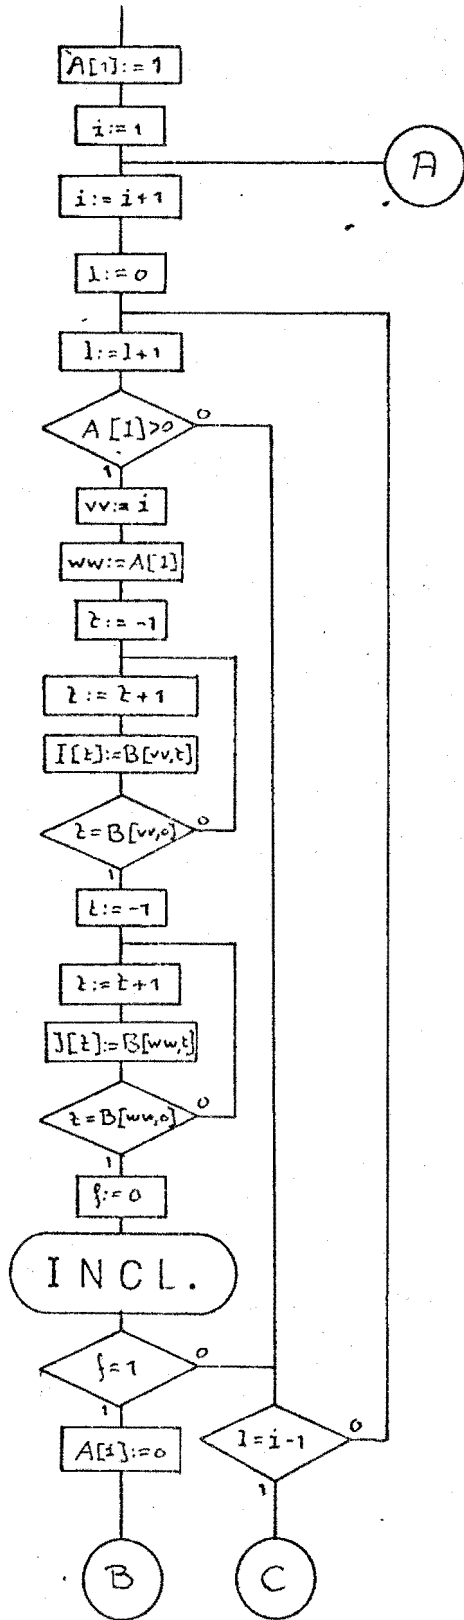 A[1]:=1
i:=1
A
i:=i+1
l:=0
l:=l+1
A[l]>0
0
1
vv:=i
ww:=A[l]
t:=-1
t:=t+1
I[t]:=B[vv,t]
t=B[vv,0]
0
1
t:=-1
t:=t+1
J[t]:=B[ww,t]
t=B[ww,0]
0
1
f:=0
INCL.
f=1
0
1
A[l]:=0
l=i-1
0
1
B
C